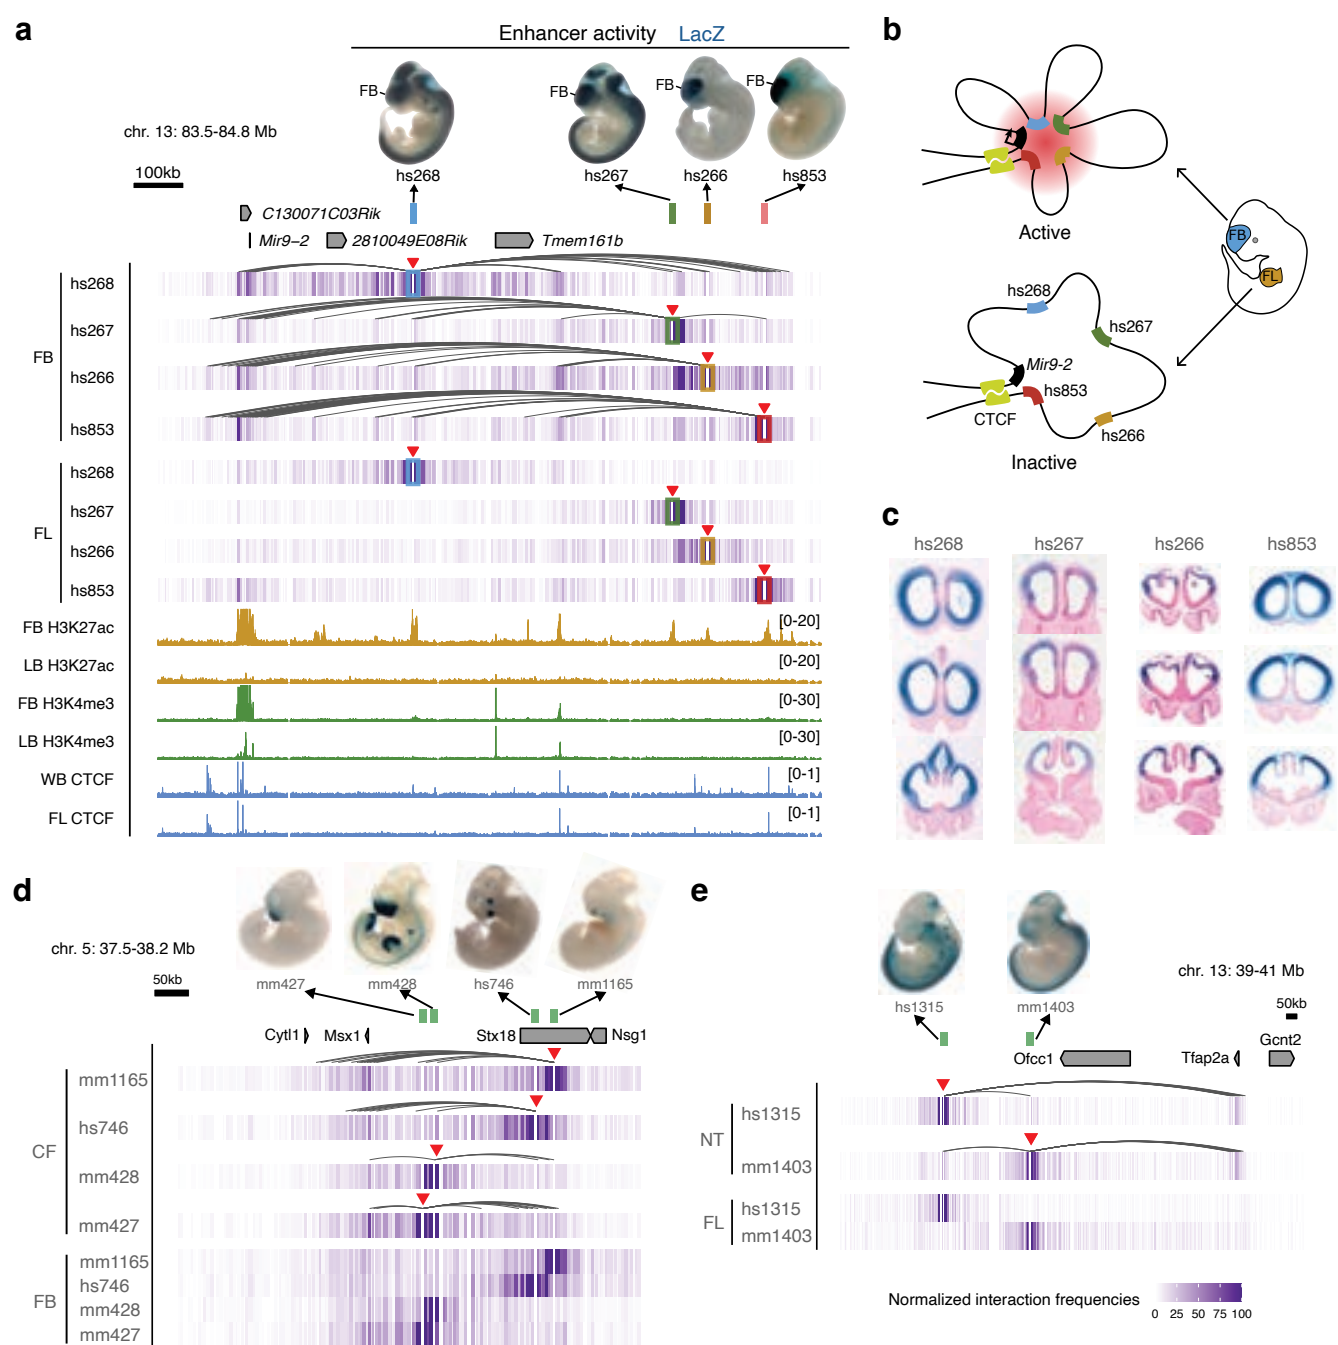 a
Enhancer activity LacZ
FB
FB
FB
FB
chr. 13: 83.5-84.8 Mb
100kb
hs268
hs267
hs266
hs853
C130071C03Rik
Mir9-2
2810049E08Rik
Tmem161b
FB
hs268
hs267
hs266
hs853
FL
hs268
hs267
hs266
hs853
FB H3K27ac [0-20]
LB H3K27ac [0-20]
FB H3K4me3 [0-30]
LB H3K4me3 [0-30]
WB CTCF [0-1]
FL CTCF [0-1]
b
Active
FB
FL
hs268
hs267
Mir9-2
hs853
CTCF
hs266
Inactive
c
hs268 hs267 hs266 hs853
d
chr. 5: 37.5-38.2 Mb
50kb
mm427 mm428 hs746 mm1165
Cytl1 Msx1 Stx18 Nsg1
CF
mm1165
hs746
mm428
mm427
FB
mm1165
hs746
mm428
mm427
e
chr. 13: 39-41 Mb
50kb
hs1315 mm1403
Ofcc1 Tfap2a Gcnt2
NT
hs1315
mm1403
FL
hs1315
mm1403
Normalized interaction frequencies
0 25 50 75 100